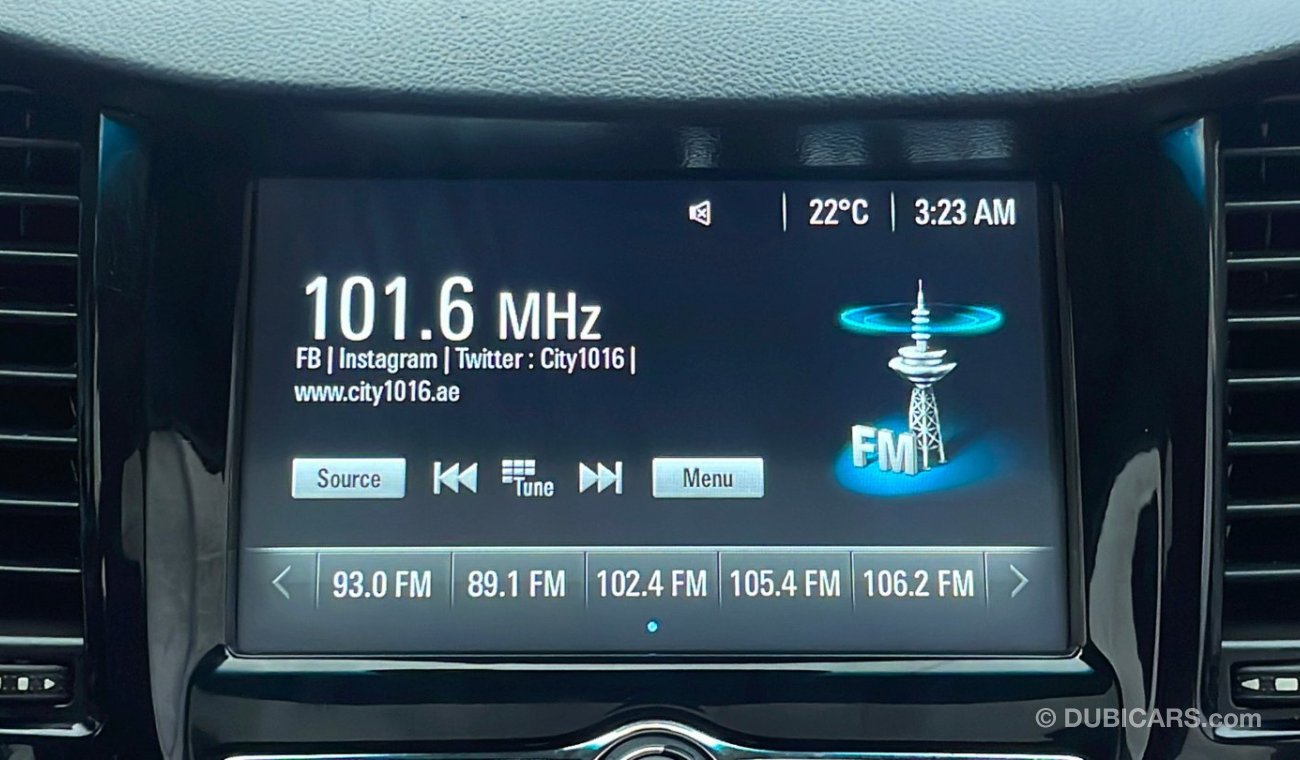 22°C | 3:23 AM
101.6 MHz
FB | Instagram | Twitter : City1016 |
www.city1016.ae
FM
Source Tune Menu
93.0 FM 89.1 FM 102.4 FM 105.4 FM 106.2 FM
© DUBICARS.com